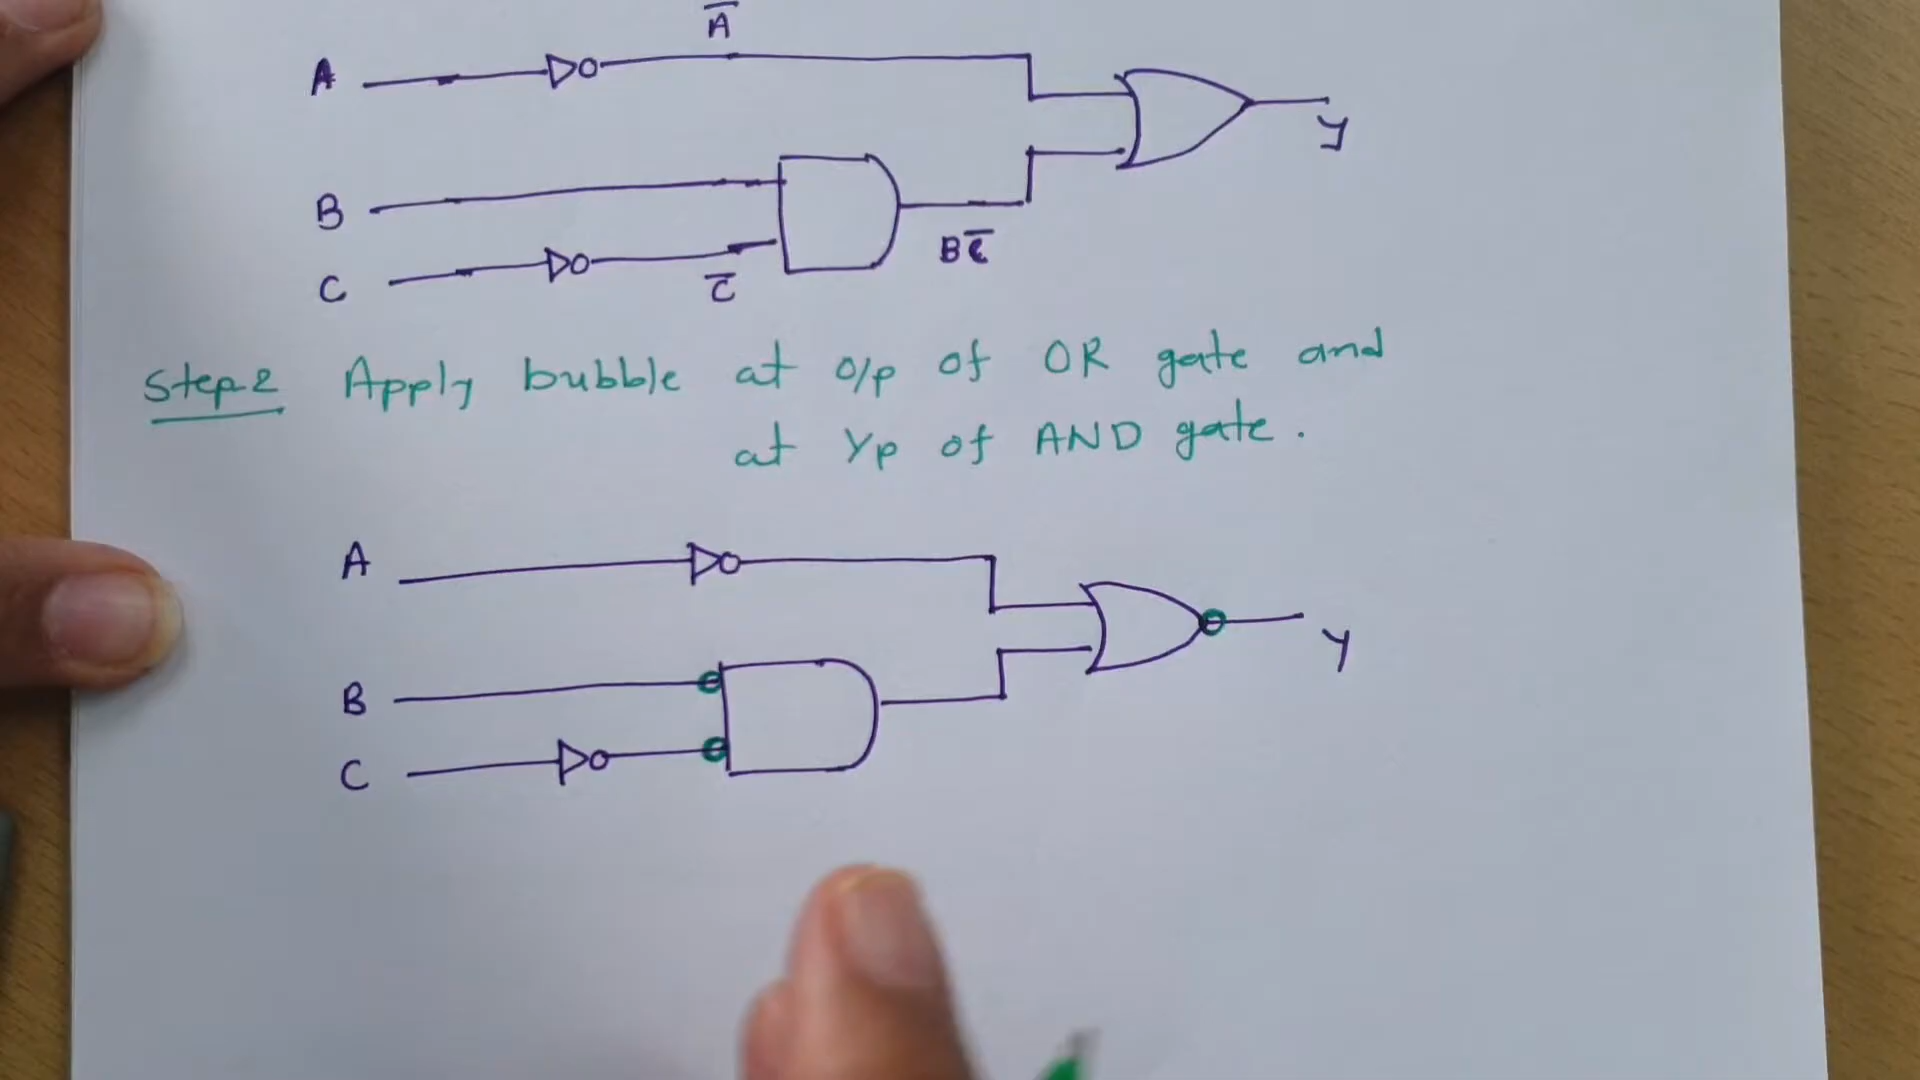 A̅
A
y
B
BC̅
C
C̅
Step 2 Apply bubble at O/p of OR gate and
at I/p of AND gate.
A
y
B
C